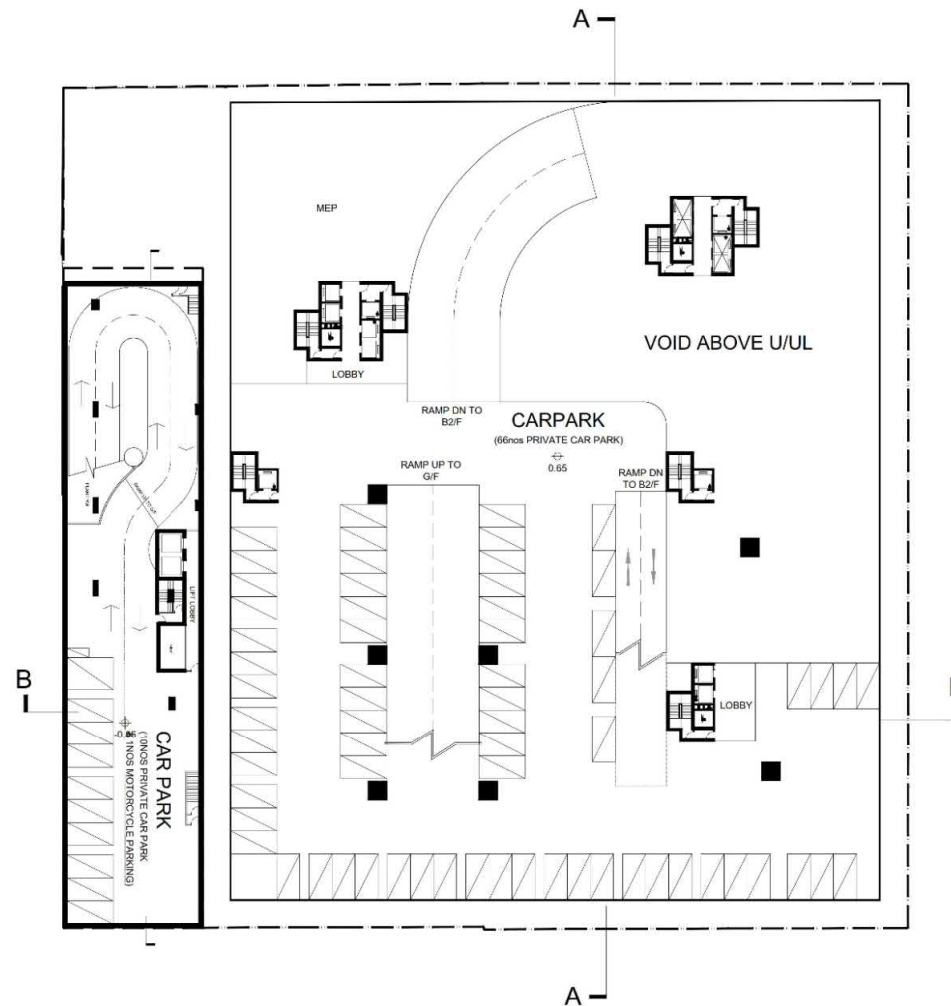 A
MEP
VOID ABOVE U/UL
LOBBY
RAMP DN TO
B2/F
CARPARK
(66nos PRIVATE CAR PARK)
0.65
RAMP UP TO
G/F
RAMP DN
TO B2/F
LIFT LOBBY
B
LOBBY
CAR PARK
(10NOS PRIVATE CAR PARK
1NOS MOTORCYCLE PARKING)
A